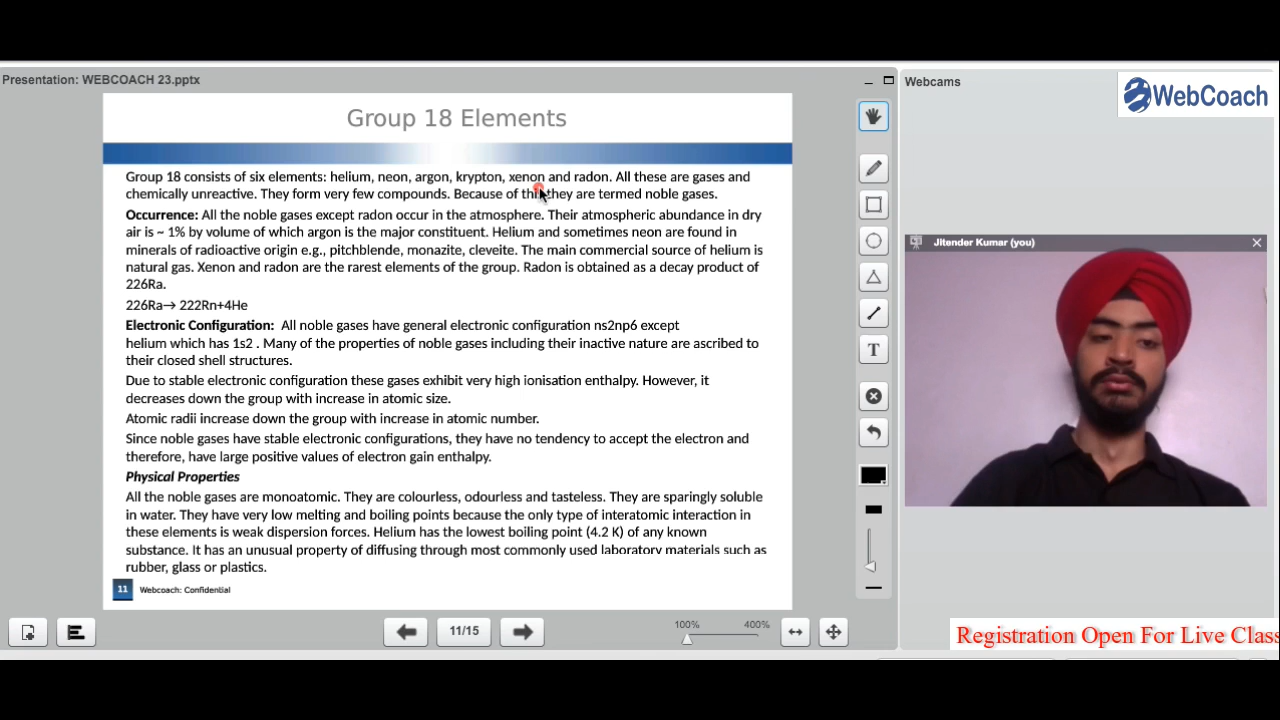 Presentation: WEBCOACH 23.pptx
Webcams
WebCoach
Group 18 Elements
Group 18 consists of six elements: helium, neon, argon, krypton, xenon and radon. All these are gases and
chemically unreactive. They form very few compounds. Because of this they are termed noble gases.
Occurrence: All the noble gases except radon occur in the atmosphere. Their atmospheric abundance in dry
air is ~ 1% by volume of which argon is the major constituent. Helium and sometimes neon are found in
minerals of radioactive origin e.g., pitchblende, monazite, cleveite. The main commercial source of helium is
natural gas. Xenon and radon are the rarest elements of the group. Radon is obtained as a decay product of
226Ra.
226Ra→ 222Rn+4He
Electronic Configuration: All noble gases have general electronic configuration ns2np6 except
helium which has 1s2 . Many of the properties of noble gases including their inactive nature are ascribed to
their closed shell structures.
Due to stable electronic configuration these gases exhibit very high ionisation enthalpy. However, it
decreases down the group with increase in atomic size.
Atomic radii increase down the group with increase in atomic number.
Since noble gases have stable electronic configurations, they have no tendency to accept the electron and
therefore, have large positive values of electron gain enthalpy.
Physical Properties
All the noble gases are monoatomic. They are colourless, odourless and tasteless. They are sparingly soluble
in water. They have very low melting and boiling points because the only type of interatomic interaction in
these elements is weak dispersion forces. Helium has the lowest boiling point (4.2 K) of any known
substance. It has an unusual property of diffusing through most commonly used laboratory materials such as
rubber, glass or plastics.
11 Webcoach: Confidential
T
Jitender Kumar (you)
11/15
100% 400%
Registration Open For Live Class